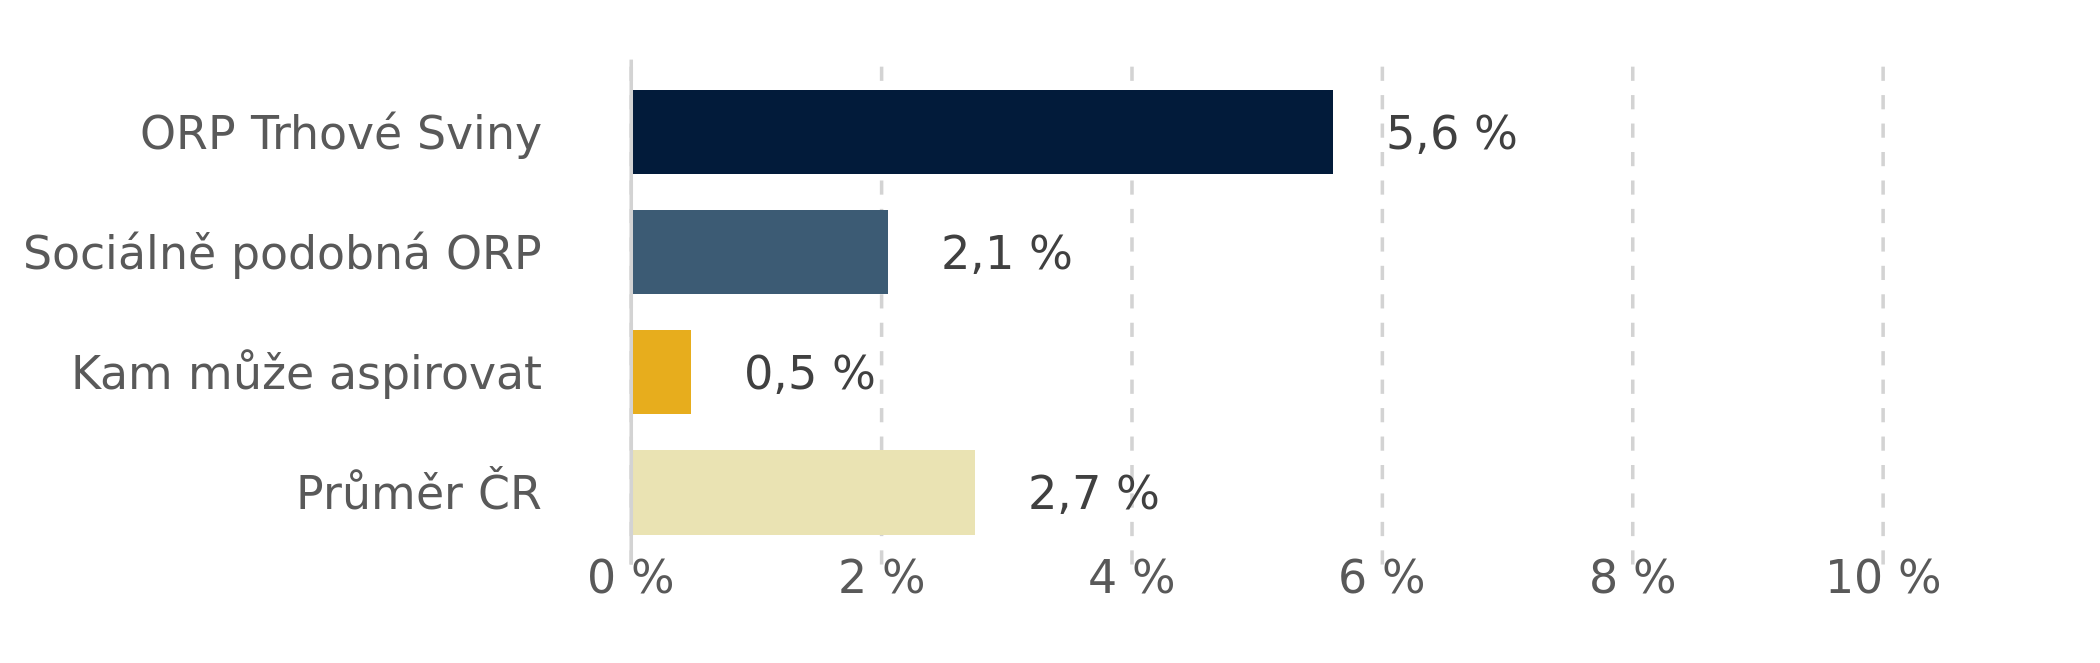 ORP Trhové Sviny 5,6 %
Sociálně podobná ORP 2,1 %
Kam může aspirovat 0,5 %
Průměr ČR 2,7 %
0 % 2 % 4 % 6 % 8 % 10 %